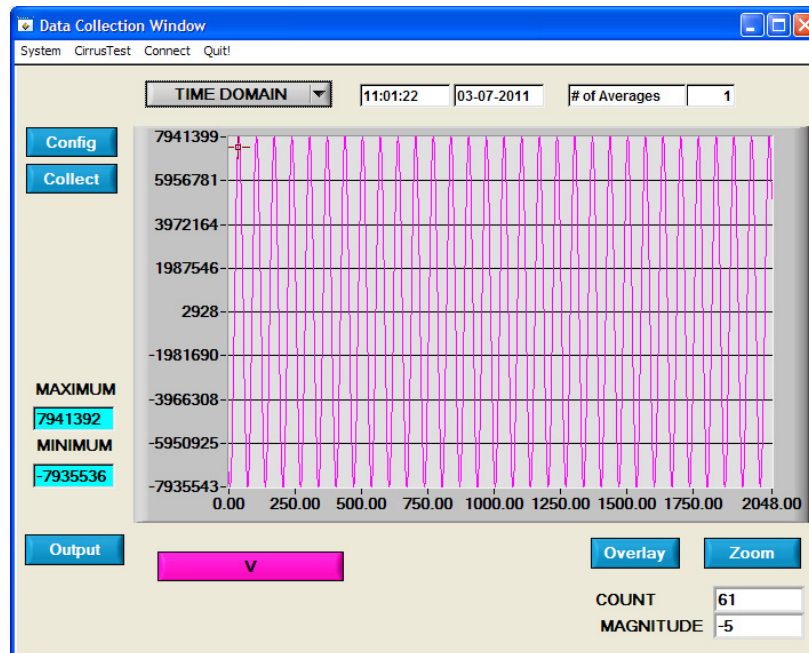 Data Collection Window
System CirrusTest Connect Quit!
TIME DOMAIN 11:01:22 03-07-2011 # of Averages 1
Config
Collect
7941399
5956781
3972164
1987546
2928
-1981690
-3966308
-5950925
-7935543
0.00 250.00 500.00 750.00 1000.00 1250.00 1500.00 1750.00 2048.00
MAXIMUM
7941392
MINIMUM
-7935536
Output
V
Overlay Zoom
COUNT 61
MAGNITUDE -5